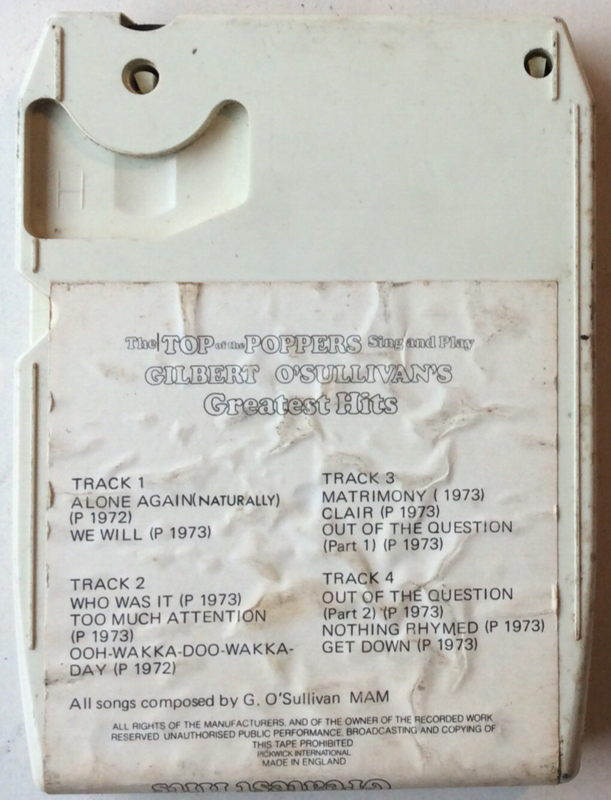 H
The TOP of the POPPERS Sing and Play
GILBERT O'SULLIVAN'S
Greatest Hits
TRACK 1
ALONE AGAIN(NATURALLY)
(P 1972)
WE WILL (P 1973)
TRACK 2
WHO WAS IT (P 1973)
TOO MUCH ATTENTION
(P 1973)
OOH-WAKKA-DOO-WAKKA-
DAY (P 1972)
TRACK 3
MATRIMONY ( 1973)
CLAIR (P 1973)
OUT OF THE QUESTION
(Part 1) (P 1973)
TRACK 4
OUT OF THE QUESTION
(Part 2) (P 1973)
NOTHING RHYMED (P 1973)
GET DOWN (P 1973)
All songs composed by G. O'Sullivan MAM
ALL RIGHTS OF THE MANUFACTURERS. AND OF THE OWNER OF THE RECORDED WORK
RESERVED UNAUTHORISED PUBLIC PERFORMANCE, BROADCASTING AND COPYING OF
THIS TAPE PROHIBITED
PICKWICK INTERNATIONAL
MADE IN ENGLAND
Greatest Hits